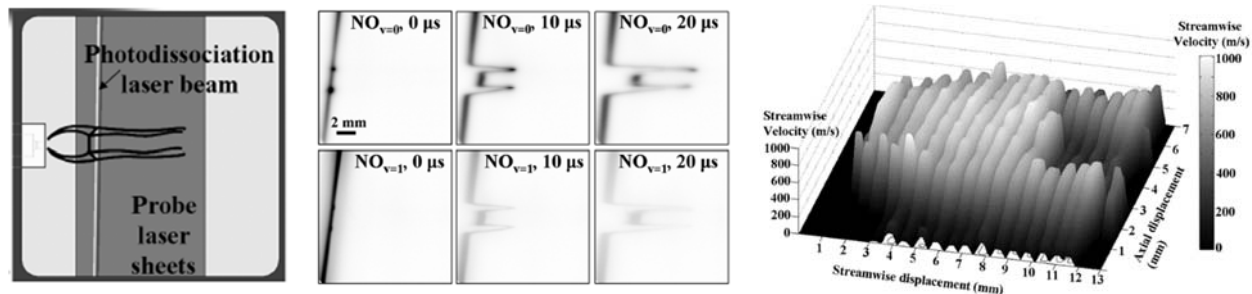 Photodissociation
laser beam
Probe
laser
sheets
NOv=0, 0 µs
NOv=0, 10 µs
NOv=0, 20 µs
2 mm
NOv=1, 0 µs
NOv=1, 10 µs
NOv=1, 20 µs
Streamwise
Velocity (m/s)
1000
800
600
400
200
0
Streamwise
Velocity (m/s)
1000
800
600
400
200
0
1 2 3 4 5 6 7 8 9 10 11 12 13
Streamwise displacement (mm)
1 2 3 4 5 6 7
Axial displacement
(mm)